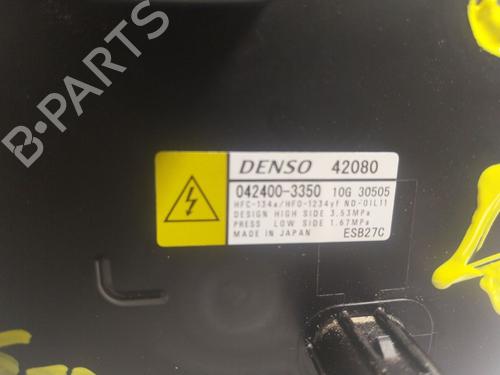 B-PARTS
DENSO 42080
042400-3350 10G 30505
HFC-134a/HFO-1234yf ND-OIL11
DESIGN HIGH SIDE 3.53MPa
PRESS LOW SIDE 1.67MPa
MADE IN JAPAN ESB27C